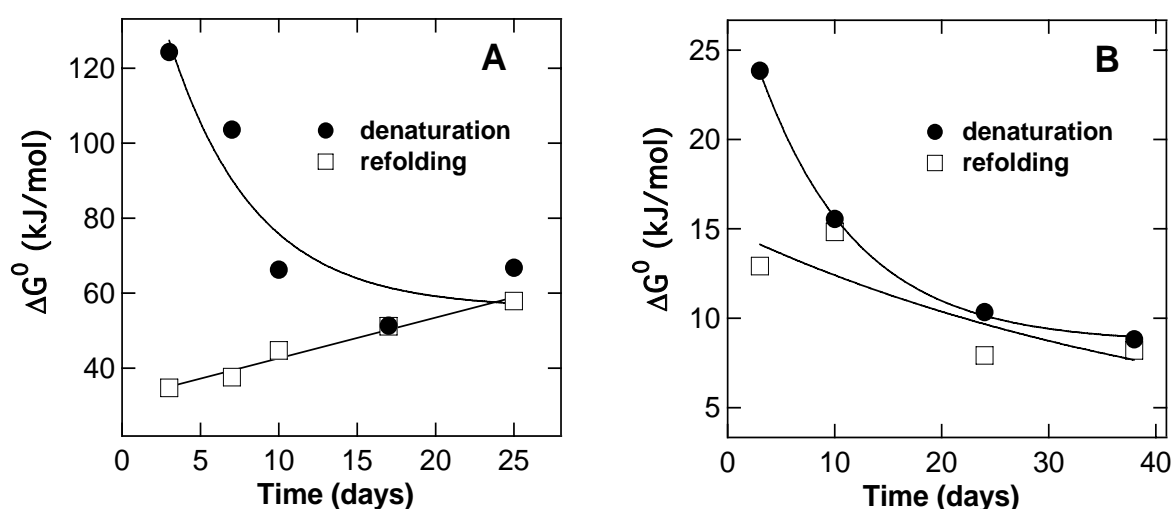 A
120
100
80
60
40
ΔG⁰ (kJ/mol)
denaturation
refolding
0 5 10 15 20 25
Time (days)
B
25
20
15
10
5
ΔG⁰ (kJ/mol)
denaturation
refolding
0 10 20 30 40
Time (days)